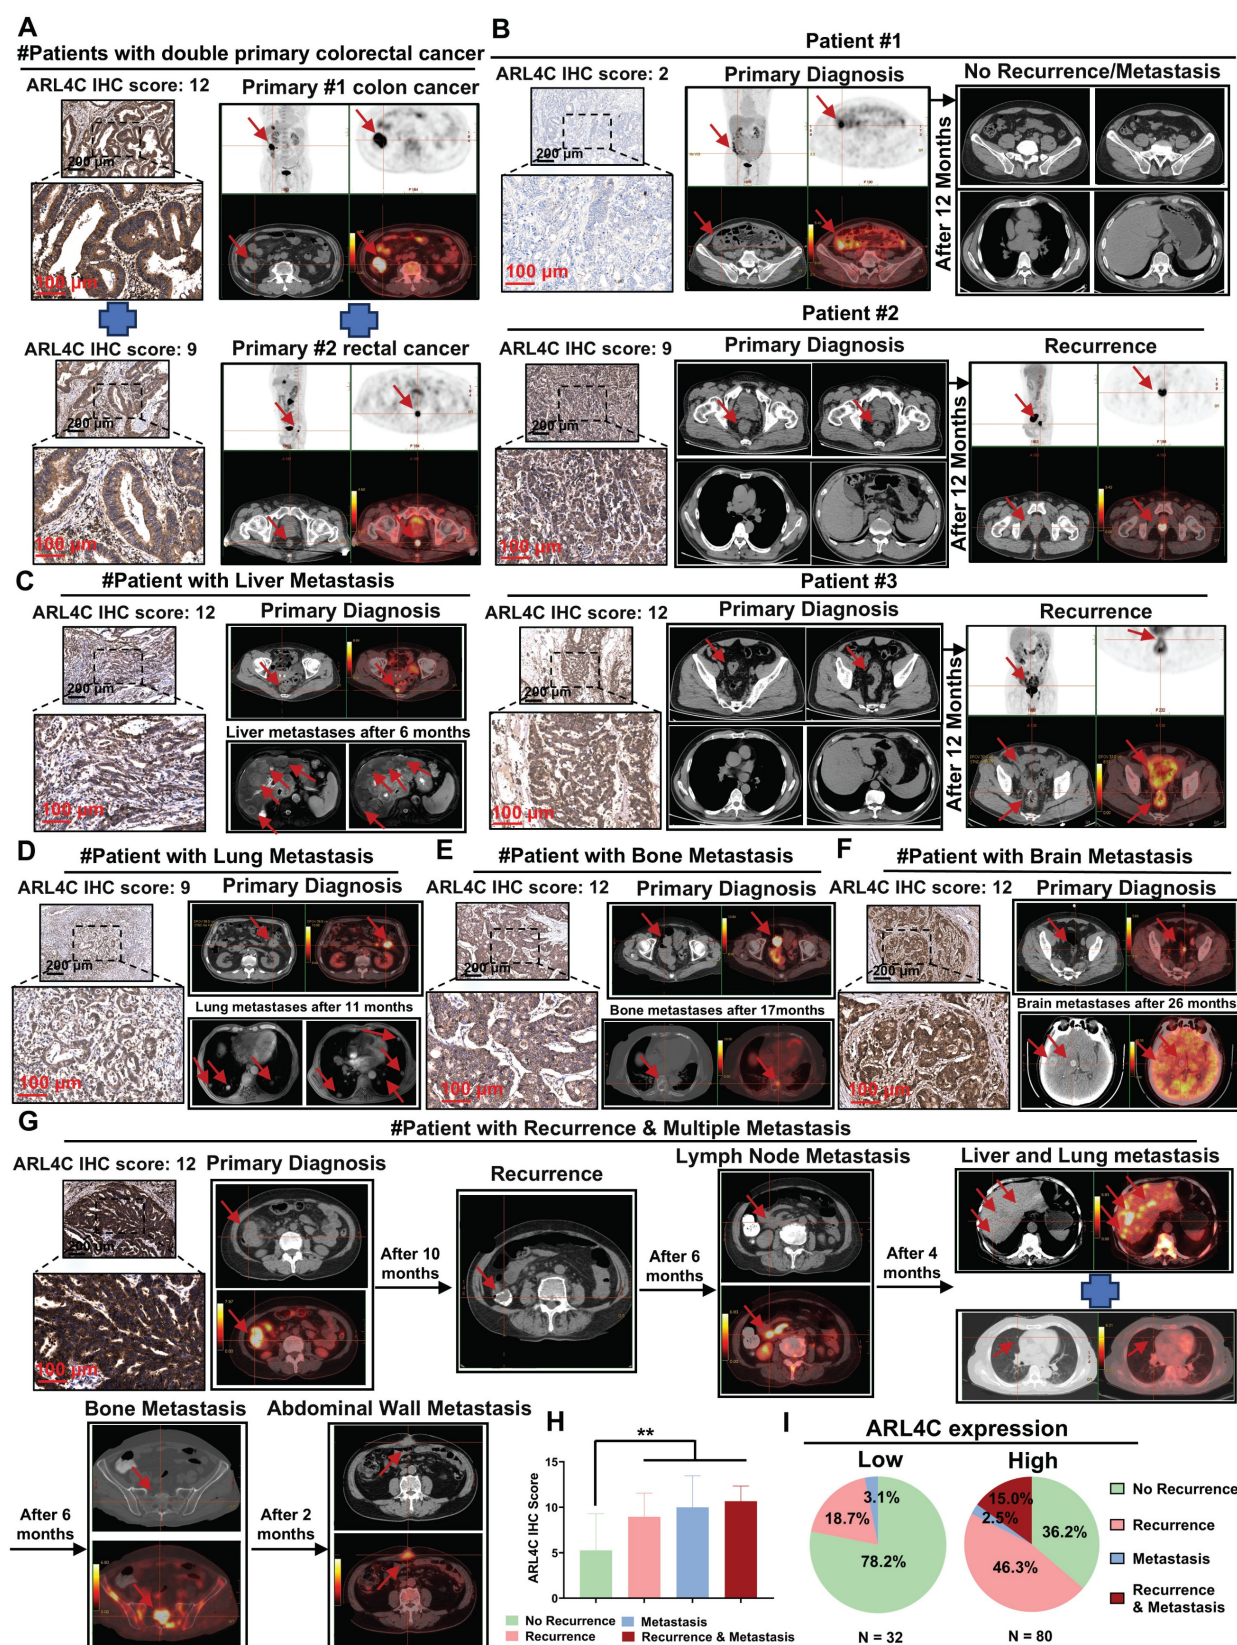 A
#Patients with double primary colorectal cancer
ARL4C IHC score: 12
Primary #1 colon cancer
200 μm
100 μm
ARL4C IHC score: 9
Primary #2 rectal cancer
200 μm
100 μm
B
Patient #1
ARL4C IHC score: 2
Primary Diagnosis
No Recurrence/Metastasis
200 μm
100 μm
After 12 Months
Patient #2
ARL4C IHC score: 9
Primary Diagnosis
Recurrence
200 μm
100 μm
After 12 Months
Patient #3
ARL4C IHC score: 12
Primary Diagnosis
Recurrence
200 μm
100 μm
After 12 Months
C
#Patient with Liver Metastasis
ARL4C IHC score: 12
Primary Diagnosis
200 μm
Liver metastases after 6 months
100 μm
D
#Patient with Lung Metastasis
ARL4C IHC score: 9
Primary Diagnosis
200 μm
Lung metastases after 11 months
100 μm
E
#Patient with Bone Metastasis
ARL4C IHC score: 12
Primary Diagnosis
200 μm
Bone metastases after 17months
100 μm
F
#Patient with Brain Metastasis
ARL4C IHC score: 12
Primary Diagnosis
200 μm
Brain metastases after 26 months
100 μm
G
#Patient with Recurrence & Multiple Metastasis
ARL4C IHC score: 12
Primary Diagnosis
Recurrence
Lymph Node Metastasis
Liver and Lung metastasis
200 μm
100 μm
After 10
months
After 6
months
After 4
months
Bone Metastasis
Abdominal Wall Metastasis
After 6
months
After 2
months
H
**
ARL4C IHC Score
15
10
5
0
No Recurrence
Metastasis
Recurrence
Recurrence & Metastasis
I
ARL4C expression
Low
High
3.1%
18.7%
78.2%
15.0%
2.5%
36.2%
46.3%
No Recurrence
Recurrence
Metastasis
Recurrence
& Metastasis
N = 32
N = 80